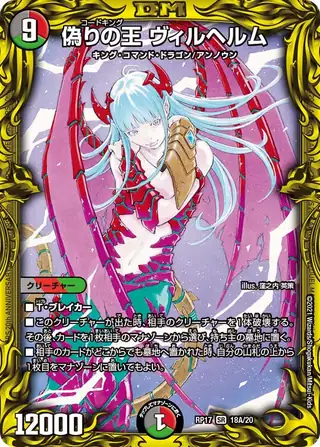 DM
9
コードキング
偽りの王 ヴィルヘルム
キング・コマンド・ドラゴン/アンノウン
クリーチャー
illus. 窪之内 英策
■T・ブレイカー
■このクリーチャーが出た時、相手のクリーチャーを1体破壊する。
その後、カードを1枚相手のマナゾーンから選び、持ち主の墓地に置く。
■相手のカードがどこからでも墓地へ置かれた時、自分の山札の上から
1枚目をマナゾーンに置いてもよい。
12000
1
RP17 SR 18A/20
©2021 Wizards/Shogakukan/Mitsui-Kids